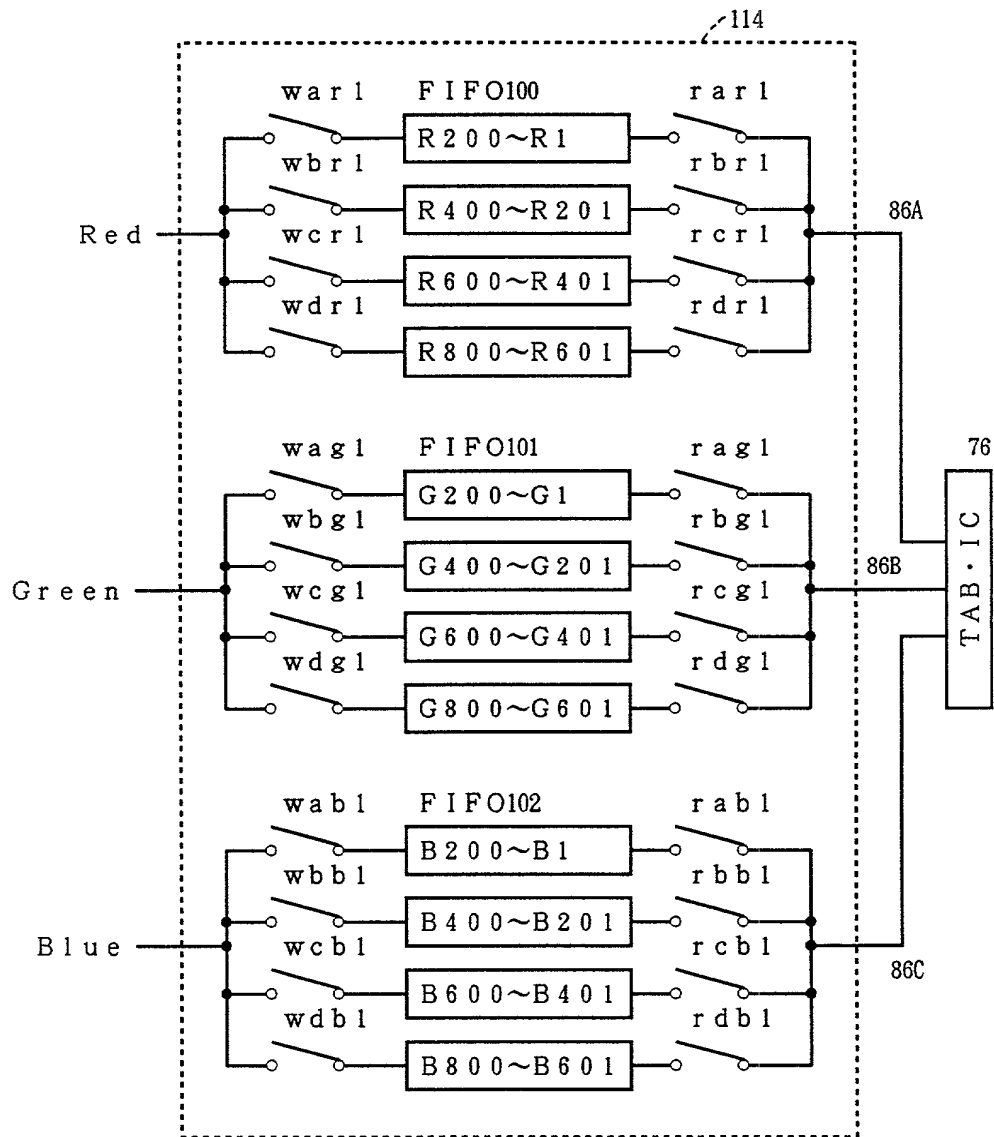 114
war1 FIFO100 rar1
R200~R1
wbr1 rbr1
R400~R201
86A
Red
wcr1 rcr1
R600~R401
wdr1 rdr1
R800~R601
wag1 FIFO101 rag1
76
G200~G1
wbg1 rbg1
G400~G201
86B
Green
TAB·IC
wcg1 rcg1
G600~G401
wdg1 rdg1
G800~G601
wab1 FIFO102 rab1
B200~B1
wbb1 rbb1
B400~B201
Blue
wcb1 rcb1
86C
B600~B401
wdb1 rdb1
B800~B601